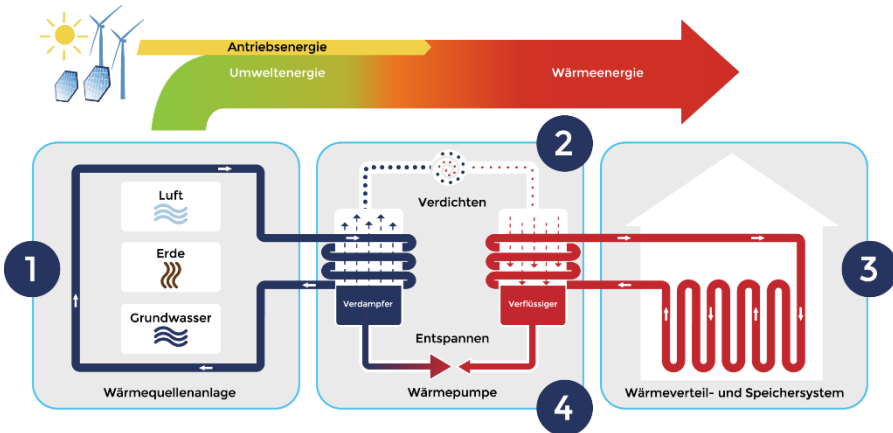 Antriebsenergie
Umweltenergie
Wärmeenergie
1
2
3
4
Luft
Erde
Grundwasser
Wärmequellenanlage
Verdichten
Verdampfer
Verflüssiger
Entspannen
Wärmepumpe
Wärmeverteil- und Speichersystem